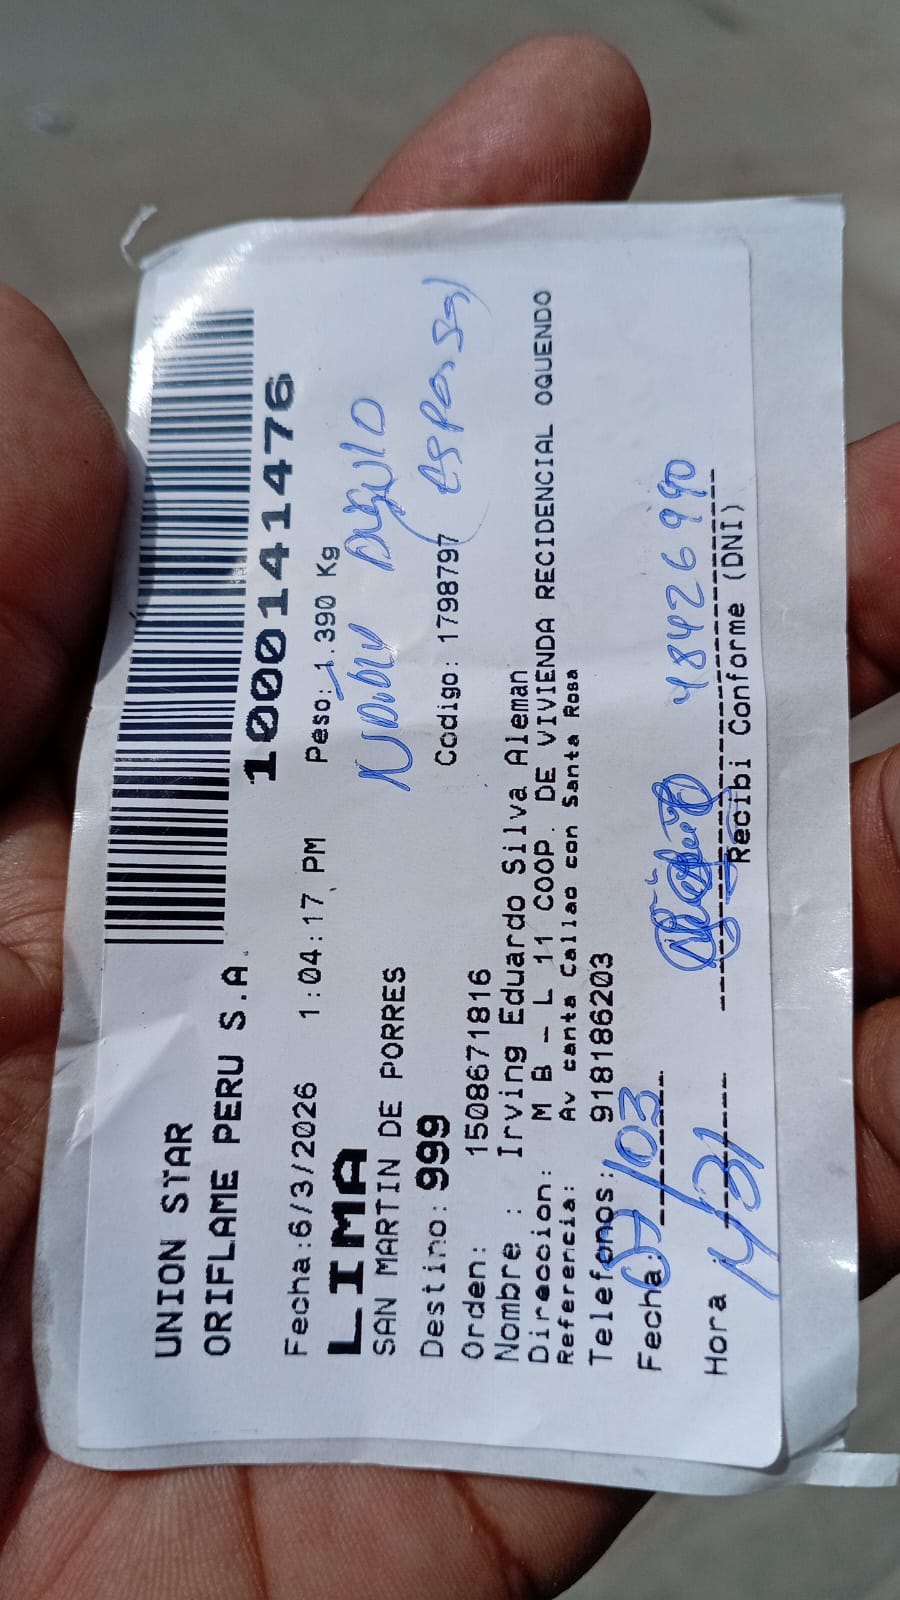 UNION STAR
ORIFLAME PERU S.A.
1000141476
Fecha:6/3/2026 1:04:17 PM Peso: 1.390 Kg
LIMA
SAN MARTIN DE PORRES
Destino: 999
Orden: 1508671816 Codigo: 1798797
(esposa)
Nombre : Irving Eduardo Silva Aleman
Direccion: M B - L 11 COOP. DE VIVIENDA RECIDENCIAL OQUENDO
Referencia: Av canta Callao con Santa Rosa
Telefonos: 918186203
Fecha: 07/03
48426990
Hora
Recibi Conforme (DNI)